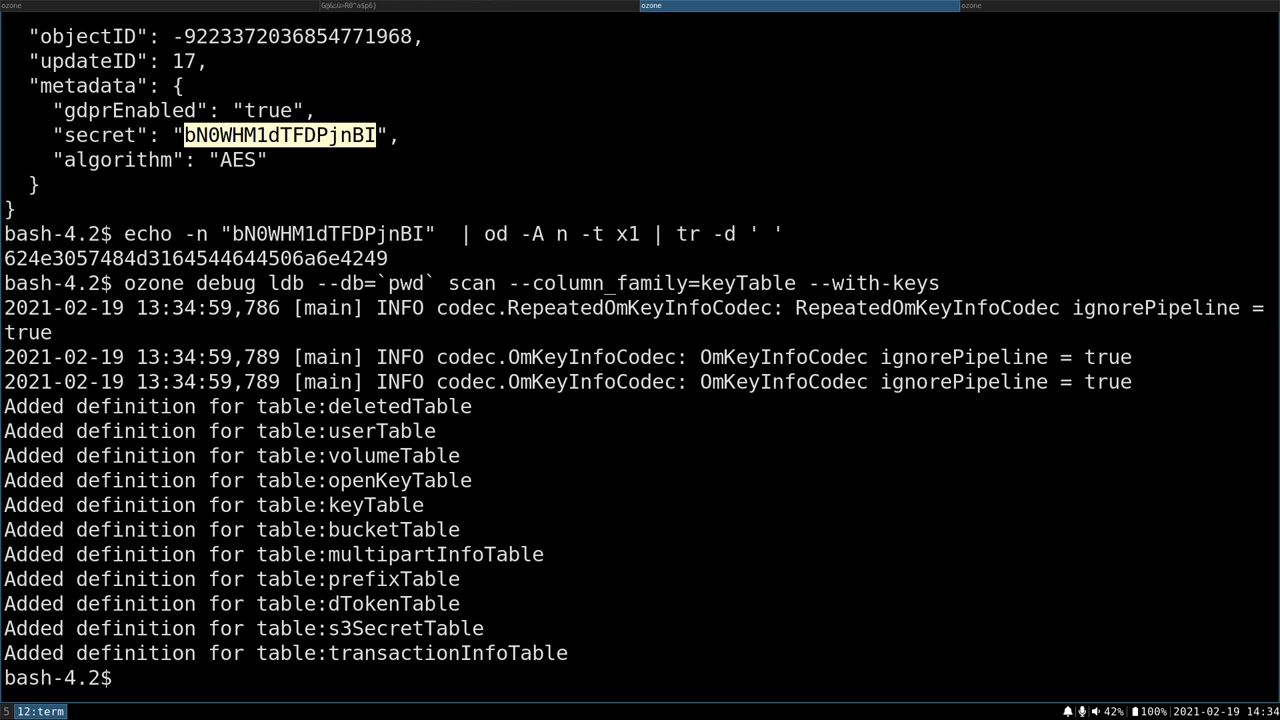 ozone ozone ozone
  "objectID": -9223372036854771968,
  "updateID": 17,
  "metadata": {
    "gdprEnabled": "true",
    "secret": "bN0WHM1dTFDPjnBI",
    "algorithm": "AES"
  }
}
bash-4.2$ echo -n "bN0WHM1dTFDPjnBI"  | od -A n -t x1 | tr -d ' '
624e3057484d3164544644506a6e4249
bash-4.2$ ozone debug ldb --db=`pwd` scan --column_family=keyTable --with-keys
2021-02-19 13:34:59,786 [main] INFO codec.RepeatedOmKeyInfoCodec: RepeatedOmKeyInfoCodec ignorePipeline =
true
2021-02-19 13:34:59,789 [main] INFO codec.OmKeyInfoCodec: OmKeyInfoCodec ignorePipeline = true
2021-02-19 13:34:59,789 [main] INFO codec.OmKeyInfoCodec: OmKeyInfoCodec ignorePipeline = true
Added definition for table:deletedTable
Added definition for table:userTable
Added definition for table:volumeTable
Added definition for table:openKeyTable
Added definition for table:keyTable
Added definition for table:bucketTable
Added definition for table:multipartInfoTable
Added definition for table:prefixTable
Added definition for table:dTokenTable
Added definition for table:s3SecretTable
Added definition for table:transactionInfoTable
bash-4.2$
5 12:term 42% 100% 2021-02-19 14:34